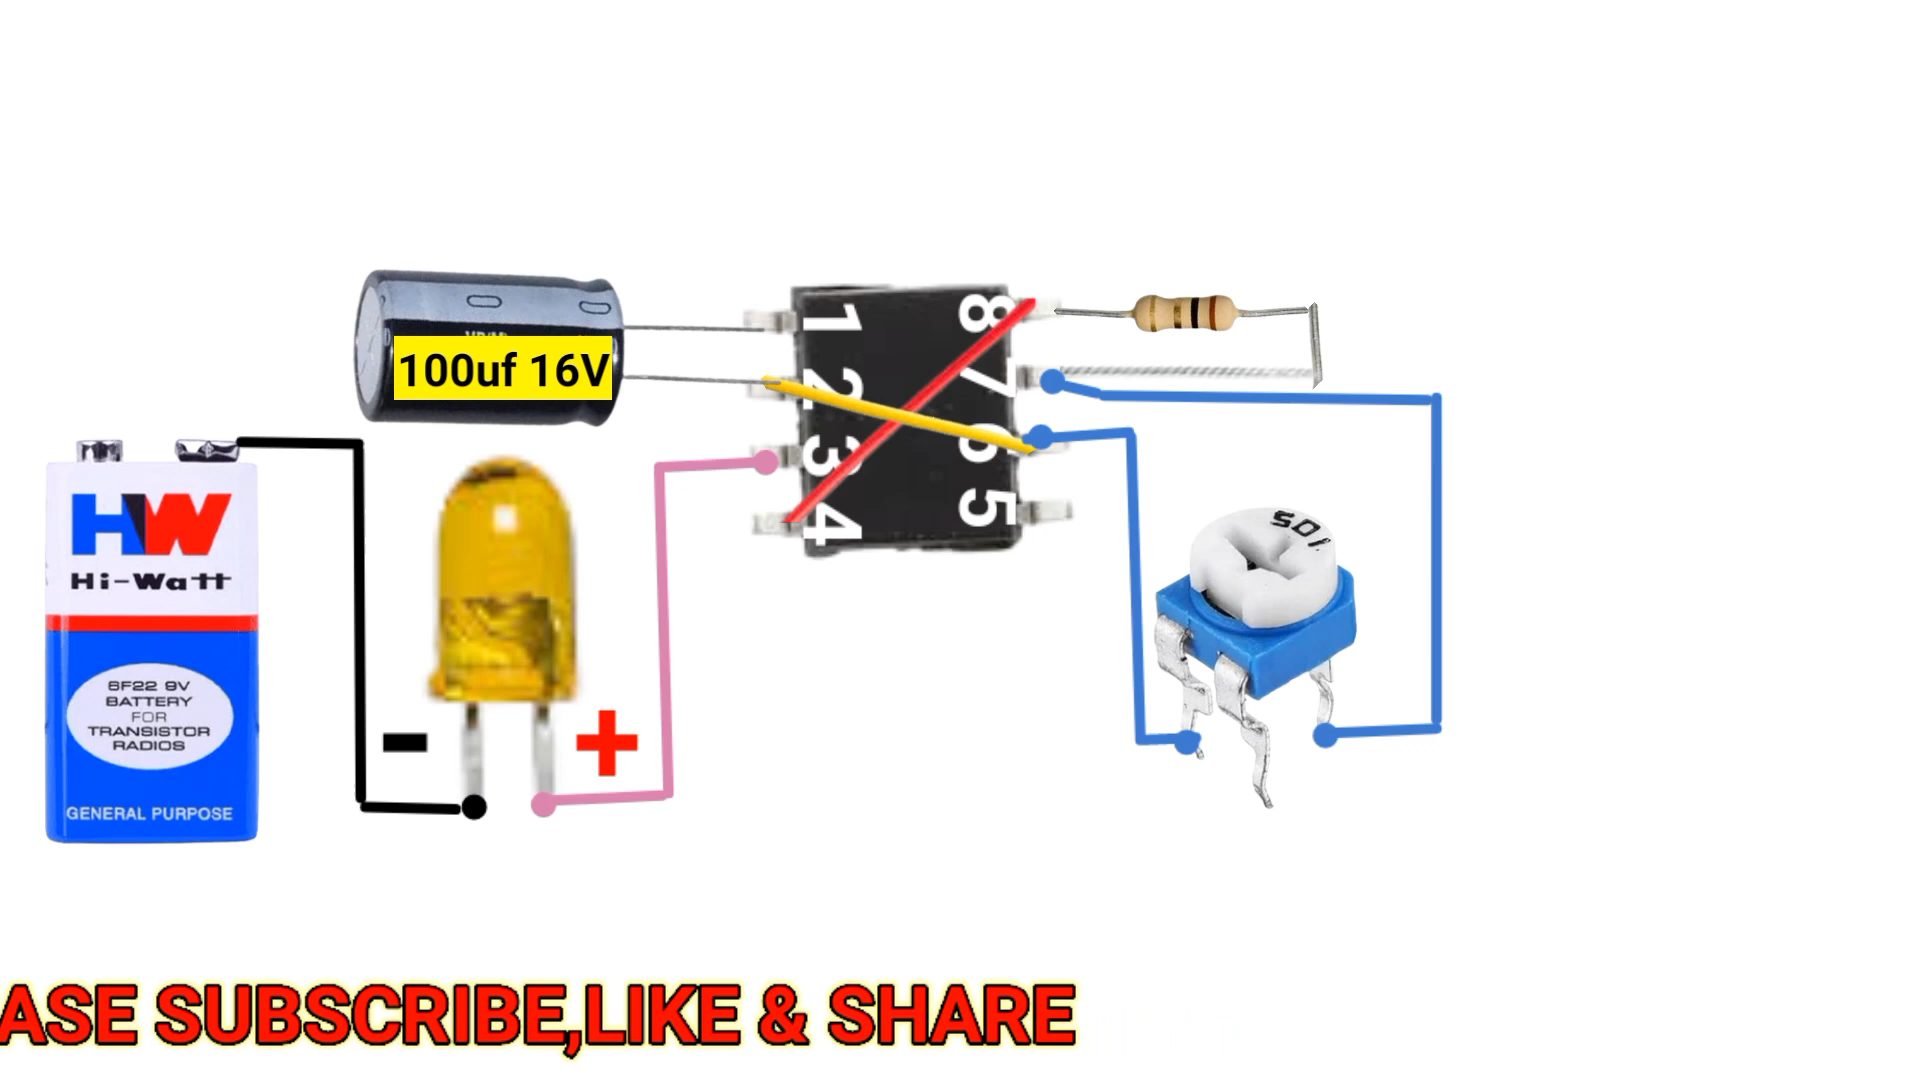 100uf 16V
1
2
3
4
8
7
6
5
105
HW
Hi-Watt
6F22 9V
BATTERY
FOR
TRANSISTOR
RADIOS
GENERAL PURPOSE
-
+
ASE SUBSCRIBE,LIKE & SHARE